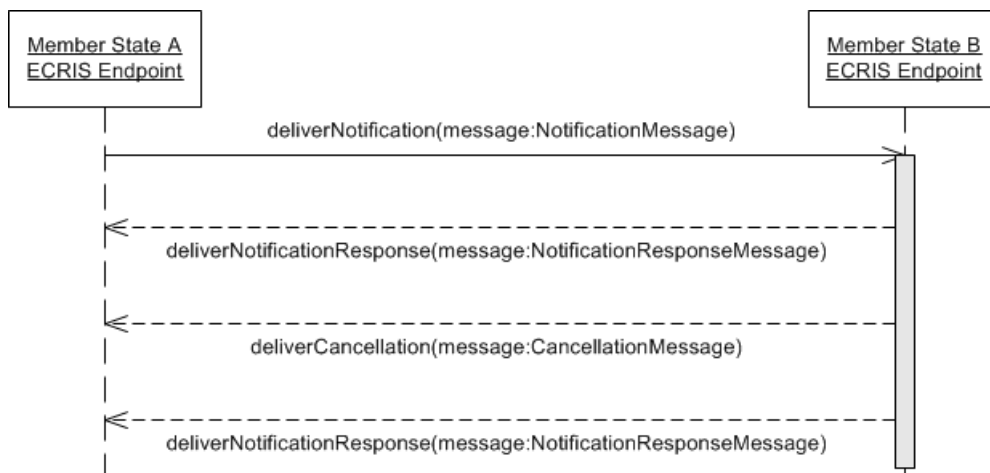 Member State A
ECRIS Endpoint
Member State B
ECRIS Endpoint
deliverNotification(message:NotificationMessage)
deliverNotificationResponse(message:NotificationResponseMessage)
deliverCancellation(message:CancellationMessage)
deliverNotificationResponse(message:NotificationResponseMessage)